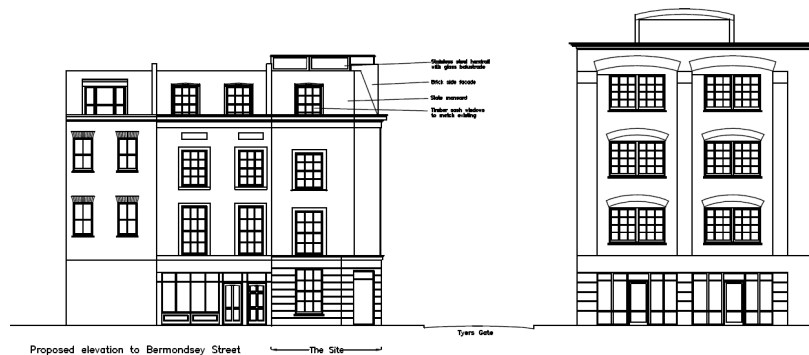 Stainless steel handrail
with glass balustrade
Brick side facade
Slate mansard
Timber sash windows
to match existing
Tyers Gate
Proposed elevation to Bermondsey Street
The Site